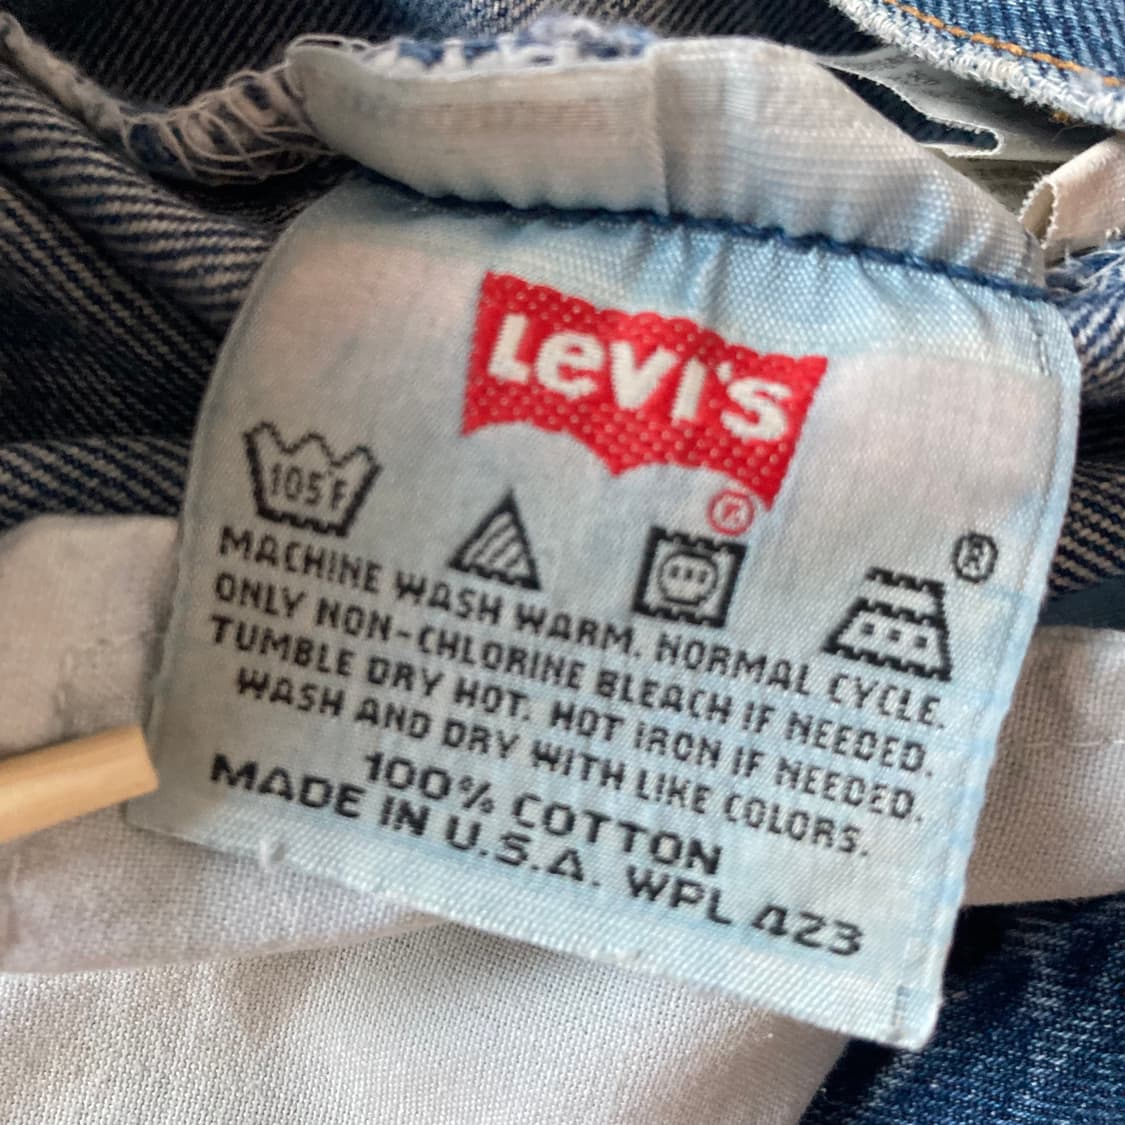 LEVI'S
®
105°F
®
MACHINE WASH WARM. NORMAL CYCLE.
ONLY NON-CHLORINE BLEACH IF NEEDED.
TUMBLE DRY HOT. HOT IRON IF NEEDED.
WASH AND DRY WITH LIKE COLORS.
100% COTTON
MADE IN U.S.A. WPL 423